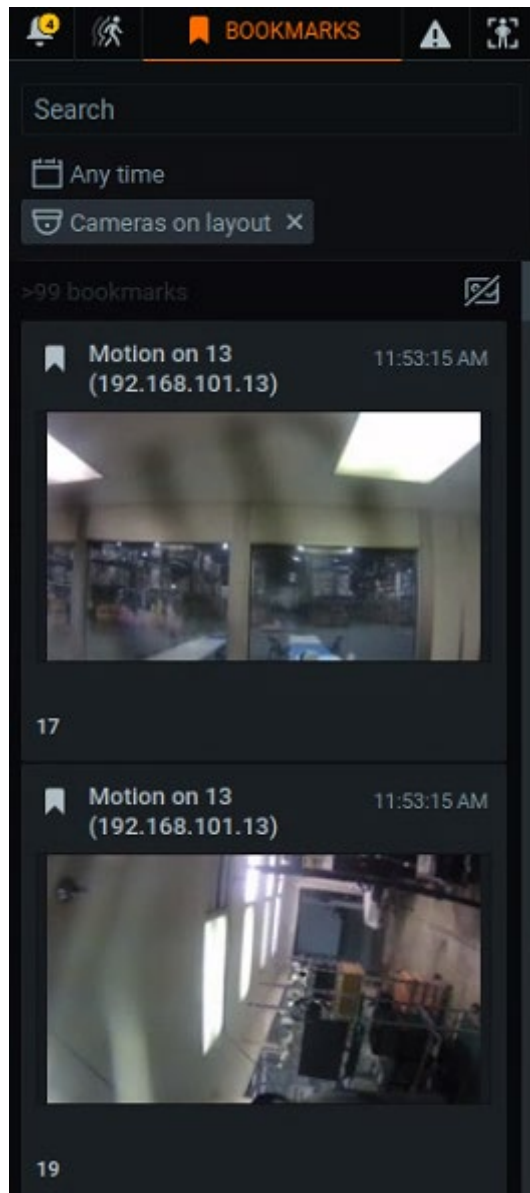 4
BOOKMARKS
Search
Any time
Cameras on layout ×
>99 bookmarks
Motion on 13 11:53:15 AM
(192.168.101.13)
17
Motion on 13 11:53:15 AM
(192.168.101.13)
19